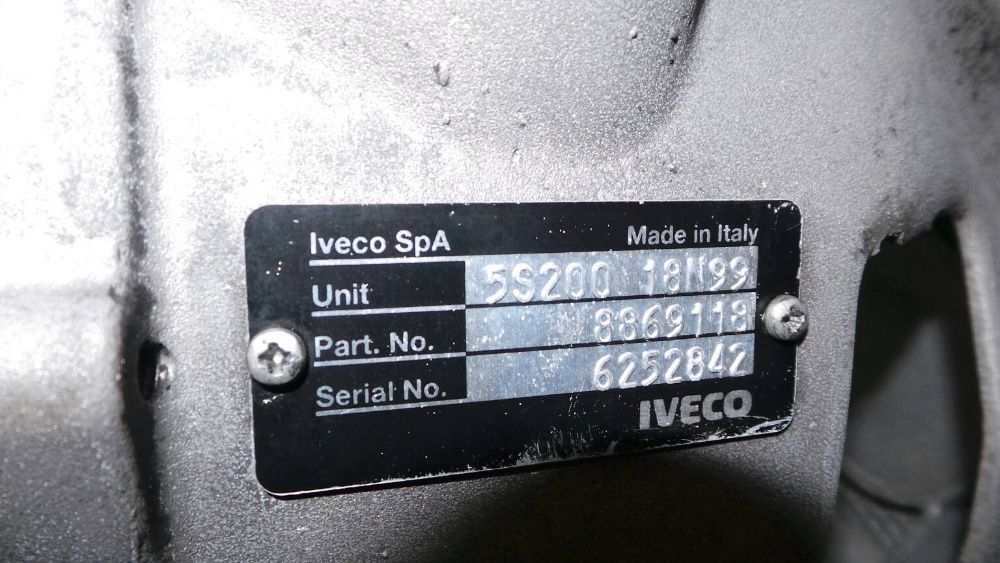 Iveco SpA Made in Italy
Unit 5S200 18N99
Part. No. 8869118
Serial No. 6252842
IVECO